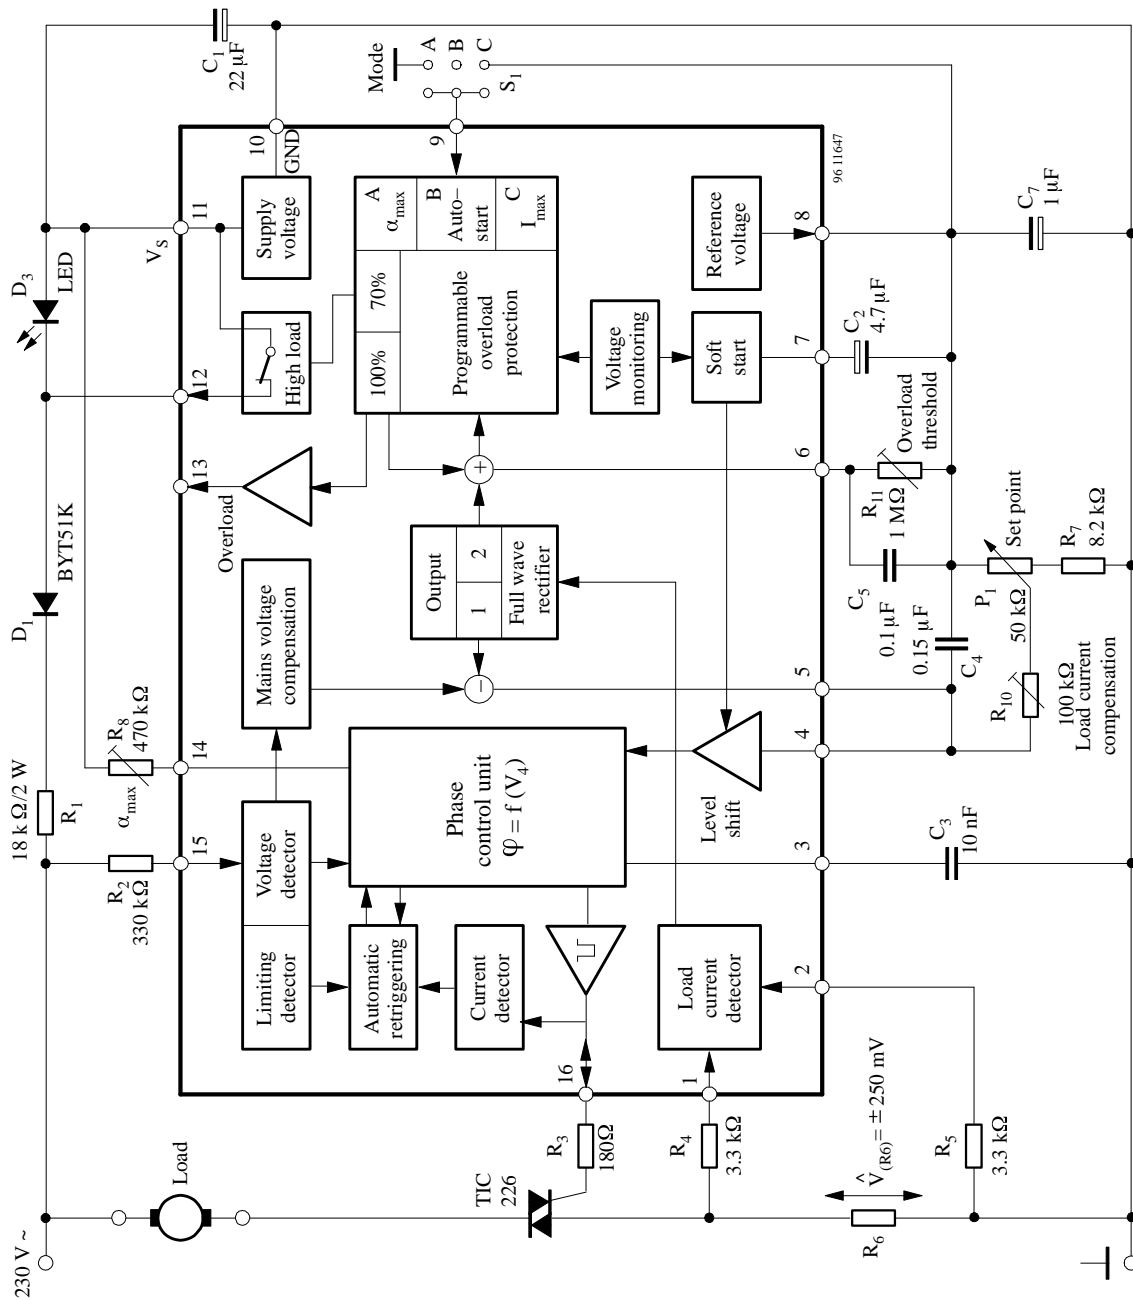 230 V ~
Load
18 k Ω/2 W
R1
D1
BYT51K
D3
LED
C1
22 µF
R2
330 kΩ
αmax
R8
470 kΩ
15
14
Overload
13
12
VS
11
10
GND
Mode
A
B
C
S1
9
Limiting
detector
Voltage
detector
Mains voltage
compensation
High load
Supply
voltage
Automatic
retriggering
Phase
control unit
φ = f (V4)
Current
detector
Output
1
2
Full wave
rectifier
−
+
100%
70%
A
αmax
B
Auto−
start
C
Imax
Programmable
overload
protection
Voltage
monitoring
Reference
voltage
Soft
start
Level
shift
Load
current
detector
16
1
2
3
4
5
6
7
8
96 11647
TIC
226
R3
180Ω
R4
3.3 kΩ
R6
V̂(R6) = ± 250 mV
R5
3.3 kΩ
C3
10 nF
R10
100 kΩ
Load current
compensation
C4
0.15 µF
C5
0.1 µF
P1
50 kΩ
Set point
R7
8.2 kΩ
R11
1 MΩ
Overload
threshold
C2
4.7 µF
C7
1 µF